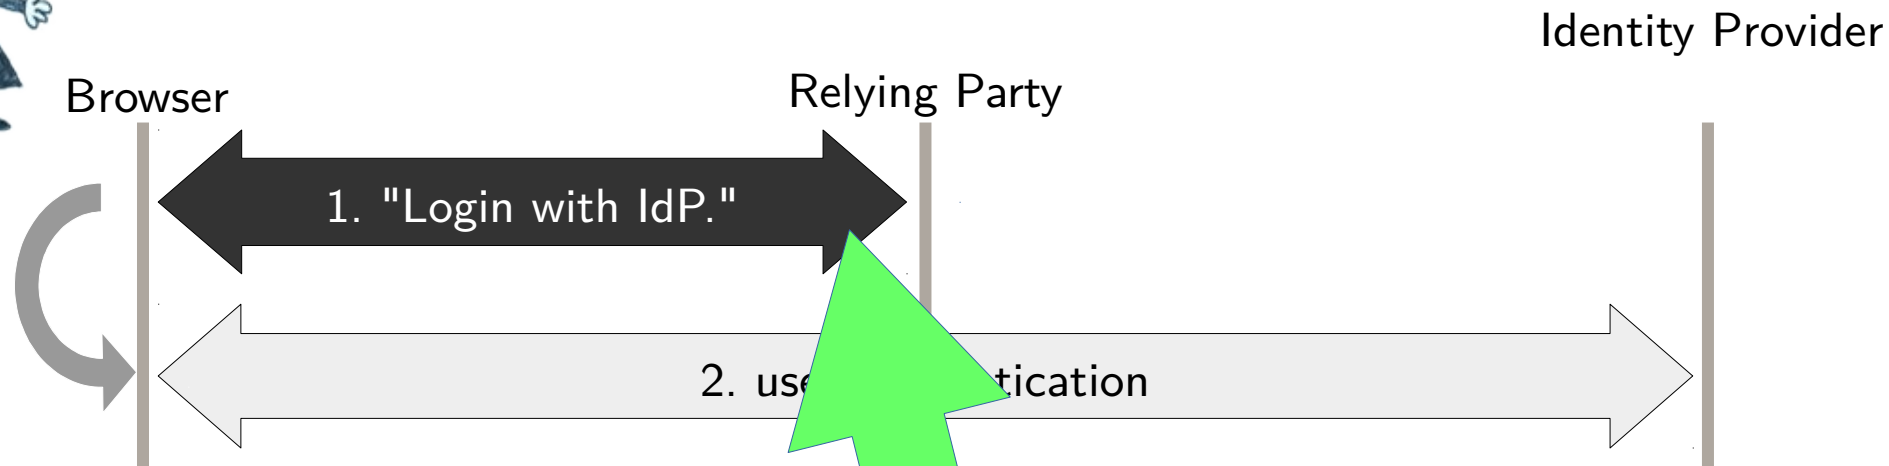 Identity Provider
Browser
Relying Party
1. "Login with IdP."
2. use tication